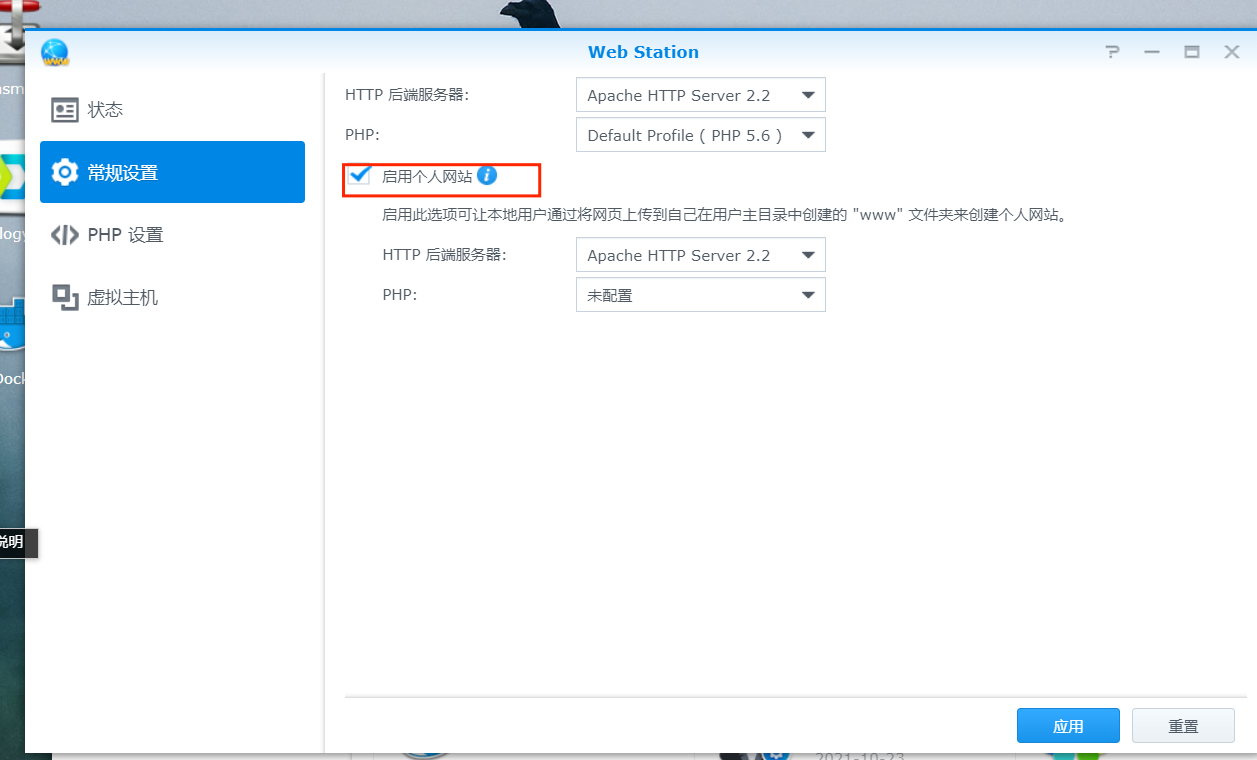 Web Station
状态
常规设置
PHP 设置
虚拟主机
HTTP 后端服务器:
Apache HTTP Server 2.2
PHP:
Default Profile ( PHP 5.6 )
启用个人网站
启用此选项可让本地用户通过将网页上传到自己在用户主目录中创建的 "www" 文件夹来创建个人网站。
HTTP 后端服务器:
Apache HTTP Server 2.2
PHP:
未配置
应用
重置
说明
2021-10-23